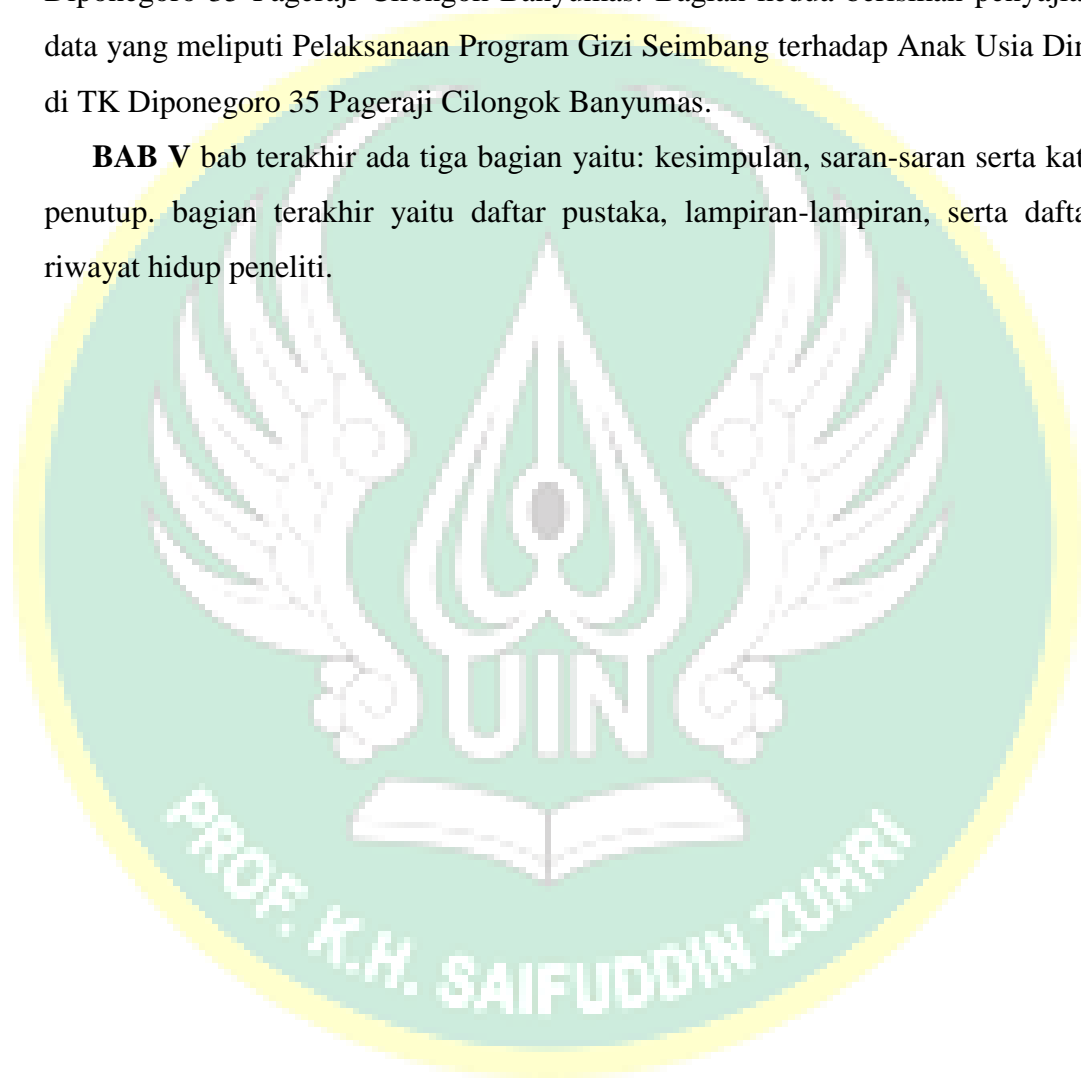 data yang meliputi Pelaksanaan Program Gizi Seimbang terhadap Anak Usia
di TK Diponegoro 35 Pageraji Cilongok Banyumas.
BAB V bab terakhir ada tiga bagian yaitu: kesimpulan, saran-saran serta
penutup. bagian terakhir yaitu daftar pustaka, lampiran-lampiran, serta
riwayat hidup peneliti.
UIN
PROF. K.H. SAIFUDDIN ZUHRI